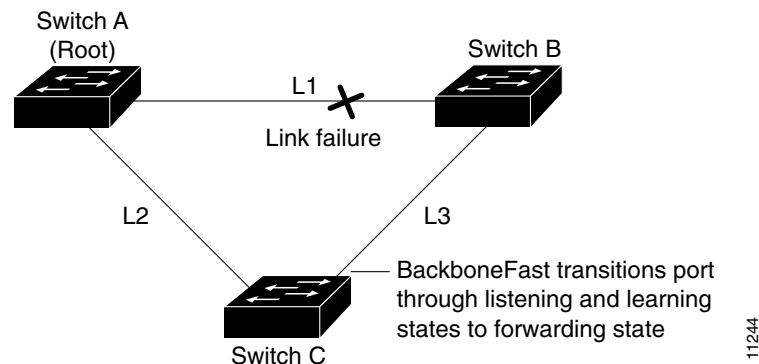 Switch A
(Root)
Switch B
L1
Link failure
L2
L3
BackboneFast transitions port
through listening and learning
states to forwarding state
Switch C
11244